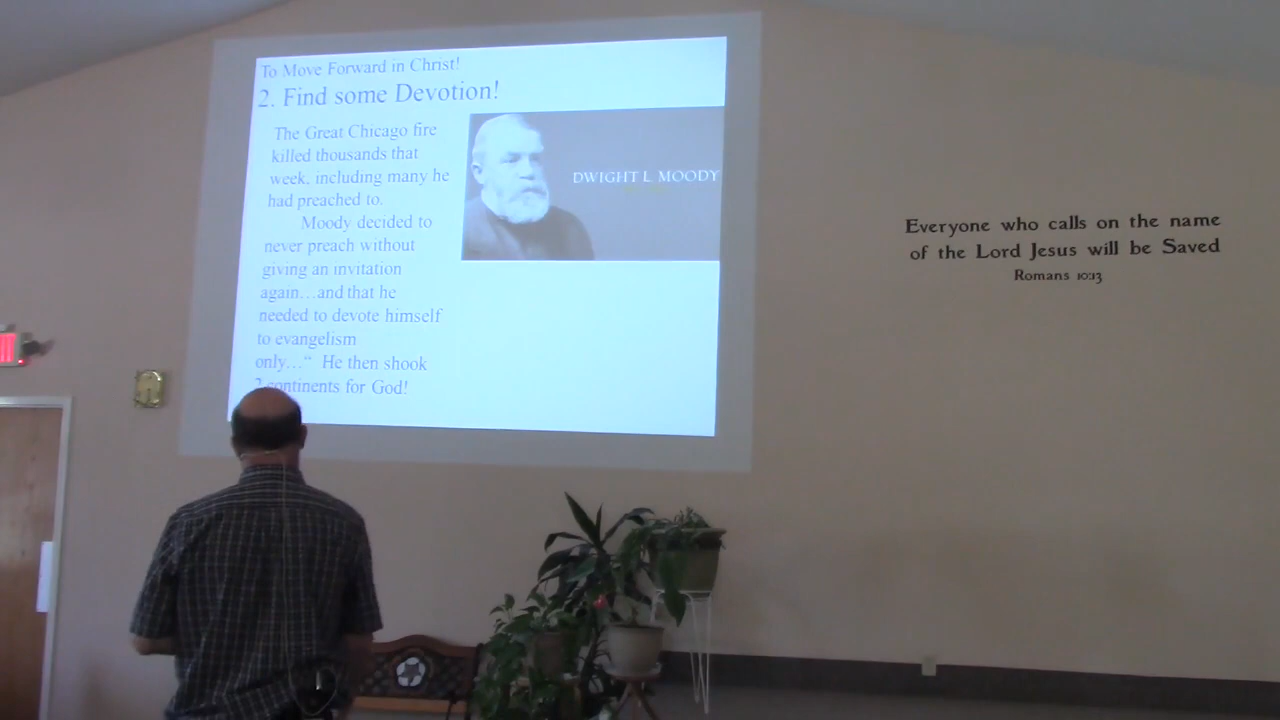 To Move Forward in Christ!
2. Find some Devotion!
The Great Chicago fire
killed thousands that
week, including many he
had preached to.
Moody decided to
never preach without
giving an invitation
again…and that he
needed to devote himself
to evangelism
only…“ He then shook
2 continents for God!
DWIGHT L. MOODY
Everyone who calls on the name
of the Lord Jesus will be Saved
Romans 10:13